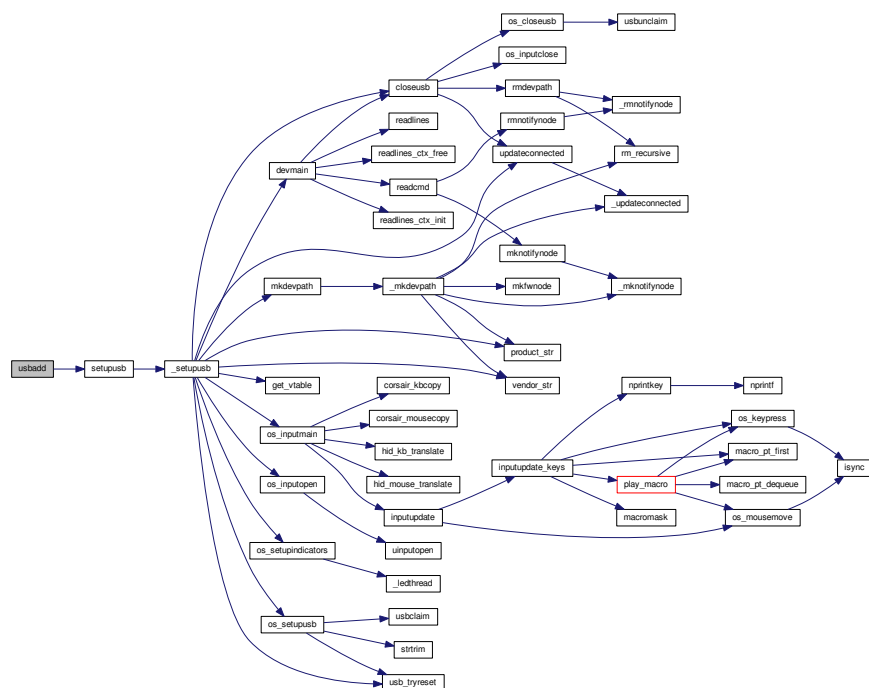 os_closeusb
usbunclaim
os_inputclose
closeusb
rmdevpath
_rmnotifynode
readlines
rmnotifynode
readlines_ctx_free
updateconnected
rm_recursive
devmain
readcmd
readlines_ctx_init
_updateconnected
mknotifynode
mkdevpath
_mkdevpath
mkfwnode
_mknotifynode
product_str
usbadd
setupusb
_setupusb
get_vtable
vendor_str
corsair_kbcopy
nprintkey
nprintf
corsair_mousecopy
os_keypress
os_inputmain
hid_kb_translate
macro_pt_first
inputupdate_keys
isync
os_inputopen
hid_mouse_translate
play_macro
macro_pt_dequeue
inputupdate
macromask
os_mousemove
os_setupindicators
uinputopen
_ledthread
usbclaim
os_setupusb
strtrim
usb_tryreset